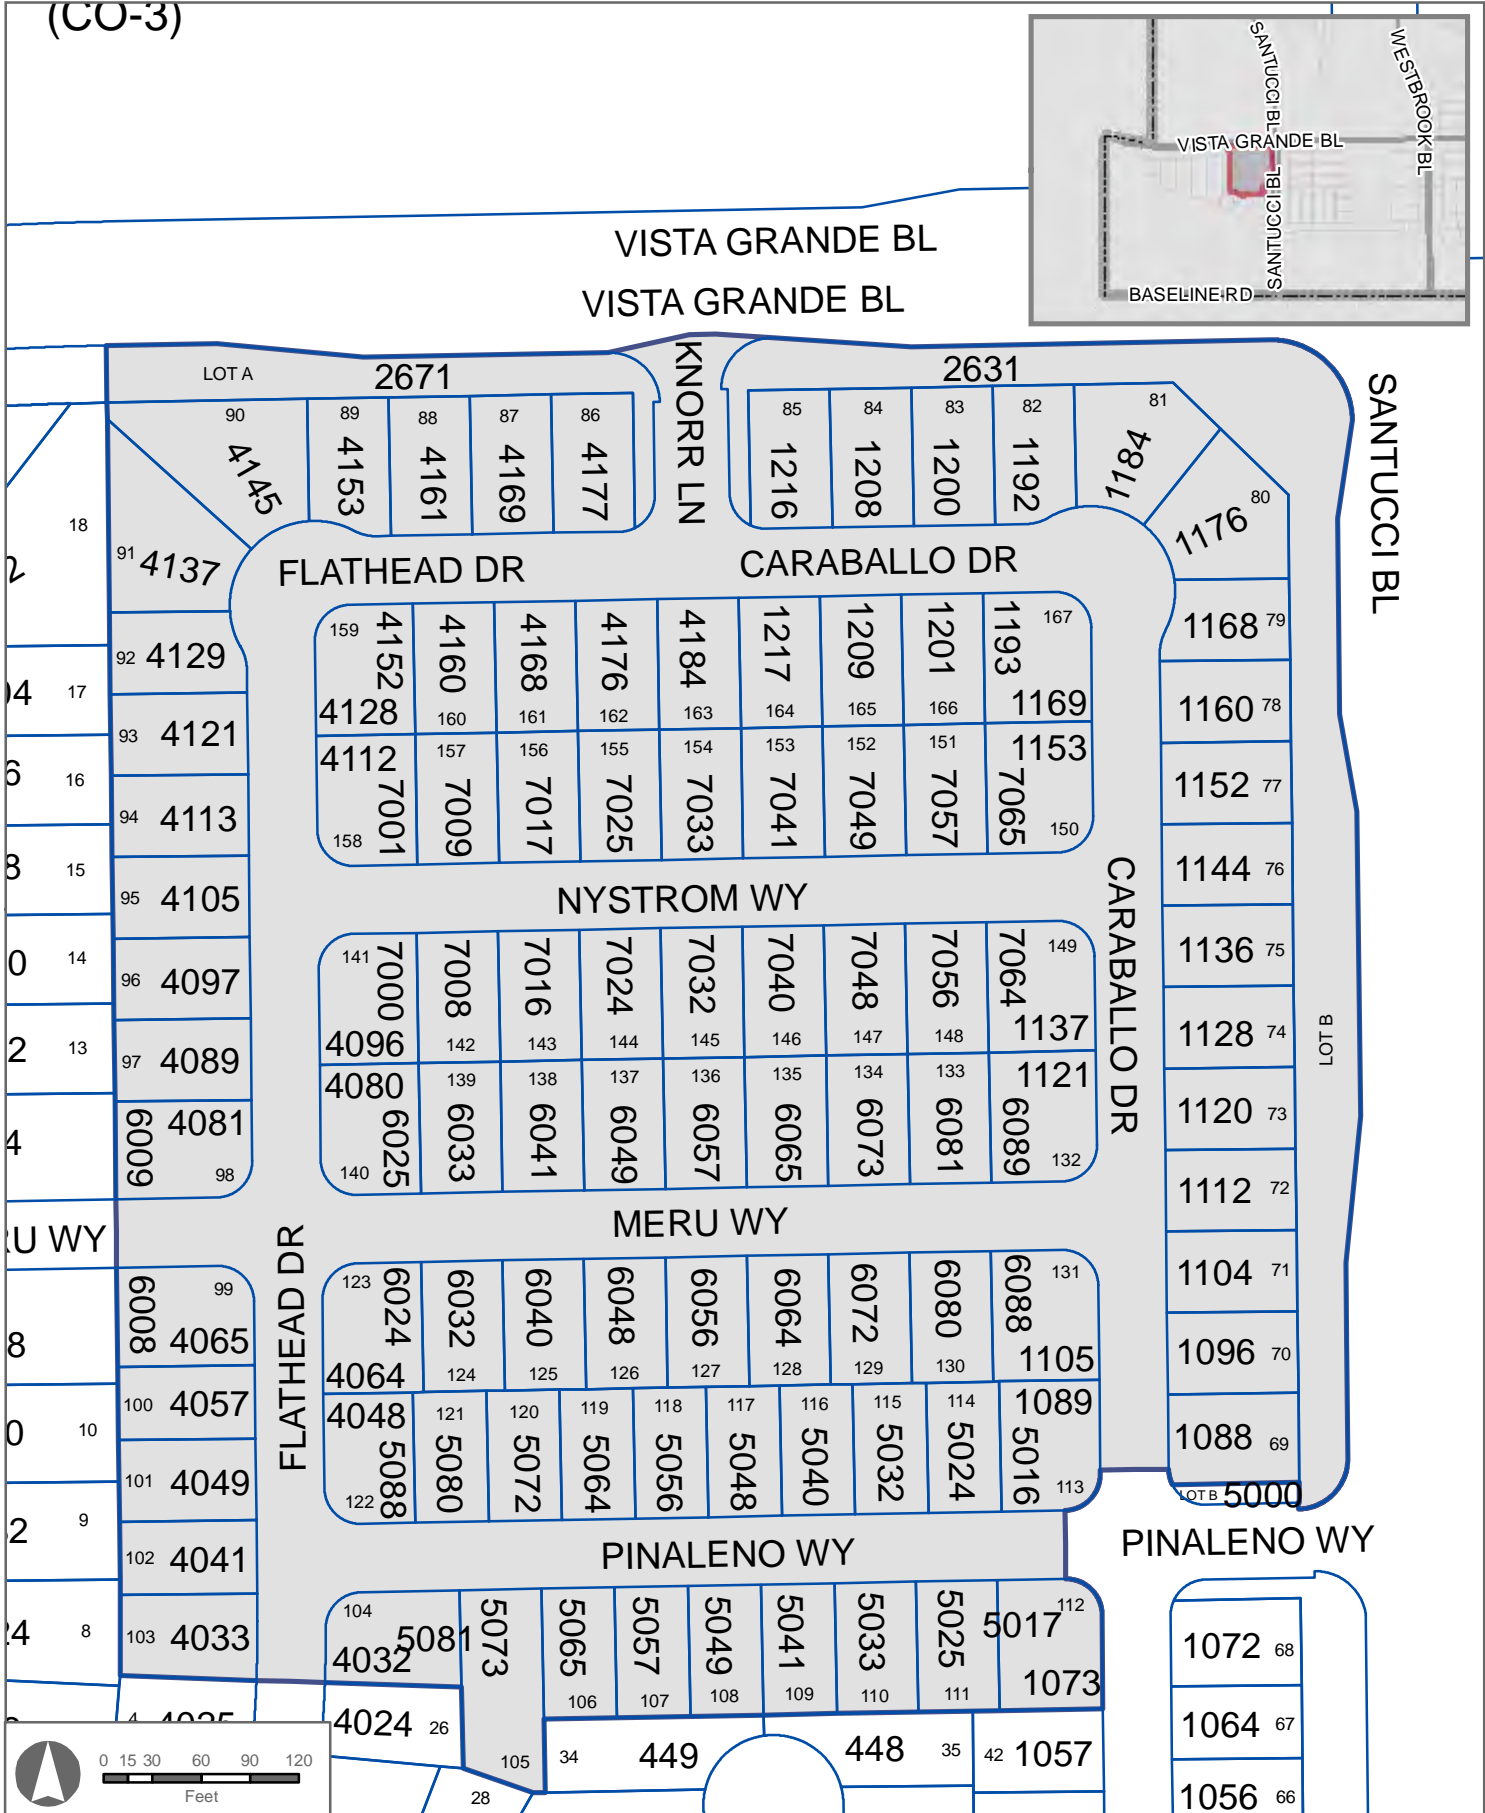 (CO-3)
SANTUCCI BL
WESTBROOK BL
VISTA GRANDE BL
SANTUCCI BL
BASELINE RD
VISTA GRANDE BL
VISTA GRANDE BL
LOT A
2671
KNORR LN
2631
SANTUCCI BL
90 89 88 87 86 85 84 83 82 81
4145 4153 4161 4169 4177 1216 1208 1200 1192 1184
80
1176
18
91 4137
FLATHEAD DR
CARABALLO DR
159 4152 4160 4168 4176 4184 1217 1209 1201 1193 167
1168 79
92 4129
17
4128 160 161 162 163 164 165 166 1169
1160 78
93 4121
4112 157 156 155 154 153 152 151 1153
16
1152 77
7001 7009 7017 7025 7033 7041 7049 7057 7065
94 4113
158 150
15
1144 76
95 4105
NYSTROM WY
CARABALLO DR
141 7000 7008 7016 7024 7032 7040 7048 7056 7064 149
14
1136 75
96 4097
4096 142 143 144 145 146 147 148 1137
1128 74
LOT B
13
97 4089
4080 139 138 137 136 135 134 133 1121
6025 6033 6041 6049 6057 6065 6073 6081 6089
1120 73
6009 4081
98
140 132
1112 72
MERU WY
RU WY
FLATHEAD DR
6008 99
4065
123 6024 6032 6040 6048 6056 6064 6072 6080 6088 131
1104 71
4064 124 125 126 127 128 129 130 1105
1096 70
100 4057
4048 121 120 119 118 117 116 115 114 1089
10
5088 5080 5072 5064 5056 5048 5040 5032 5024 5016
1088 69
101 4049
122 113
LOT B 5000
9
102 4041
PINALENO WY
PINALENO WY
104 5081 5073 5065 5057 5049 5041 5033 5025 5017 112
8
103 4033
4032
1072 68
106 107 108 109 110 111 1073
4024 26
105
34 449 448 35 42 1057
1064 67
28
1056 66
0 15 30 60 90 120
Feet